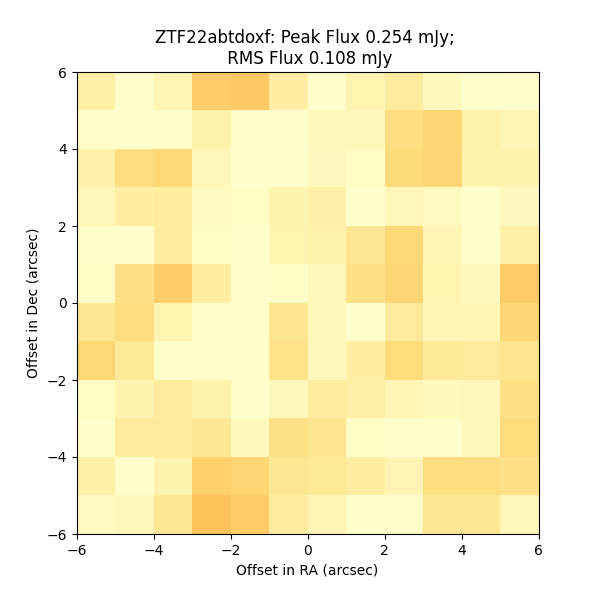 ZTF22abtdoxf: Peak Flux 0.254 mJy;
RMS Flux 0.108 mJy
6
4
2
0
−2
−4
−6
Offset in Dec (arcsec)
−6 −4 −2 0 2 4 6
Offset in RA (arcsec)